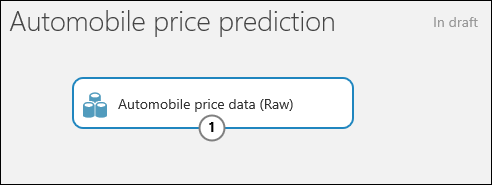 Automobile price prediction
In draft
Automobile price data (Raw)
1